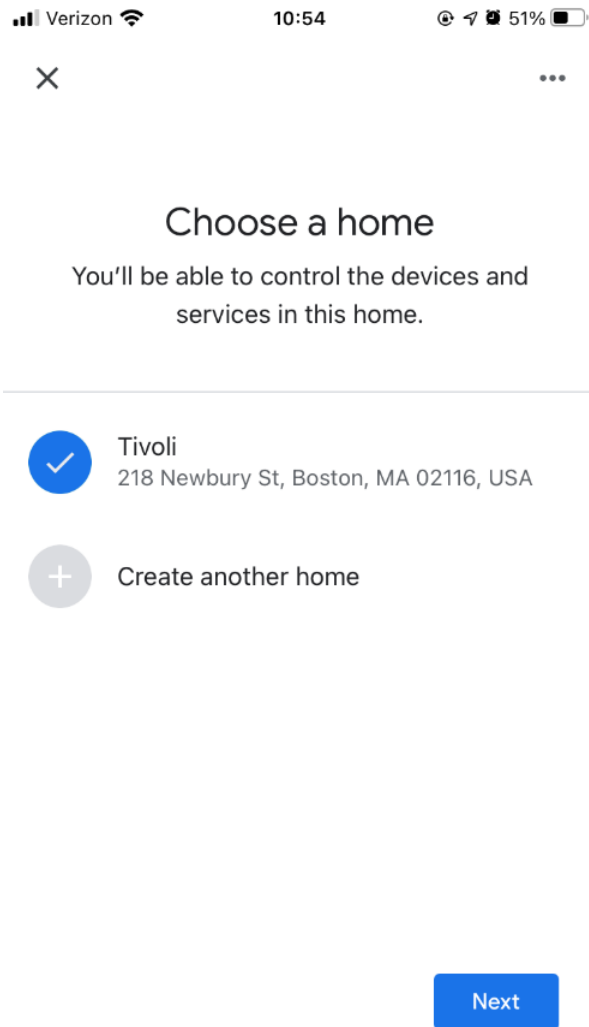 Verizon 10:54 51%
Choose a home
You'll be able to control the devices and
services in this home.
Tivoli
218 Newbury St, Boston, MA 02116, USA
Create another home
Next